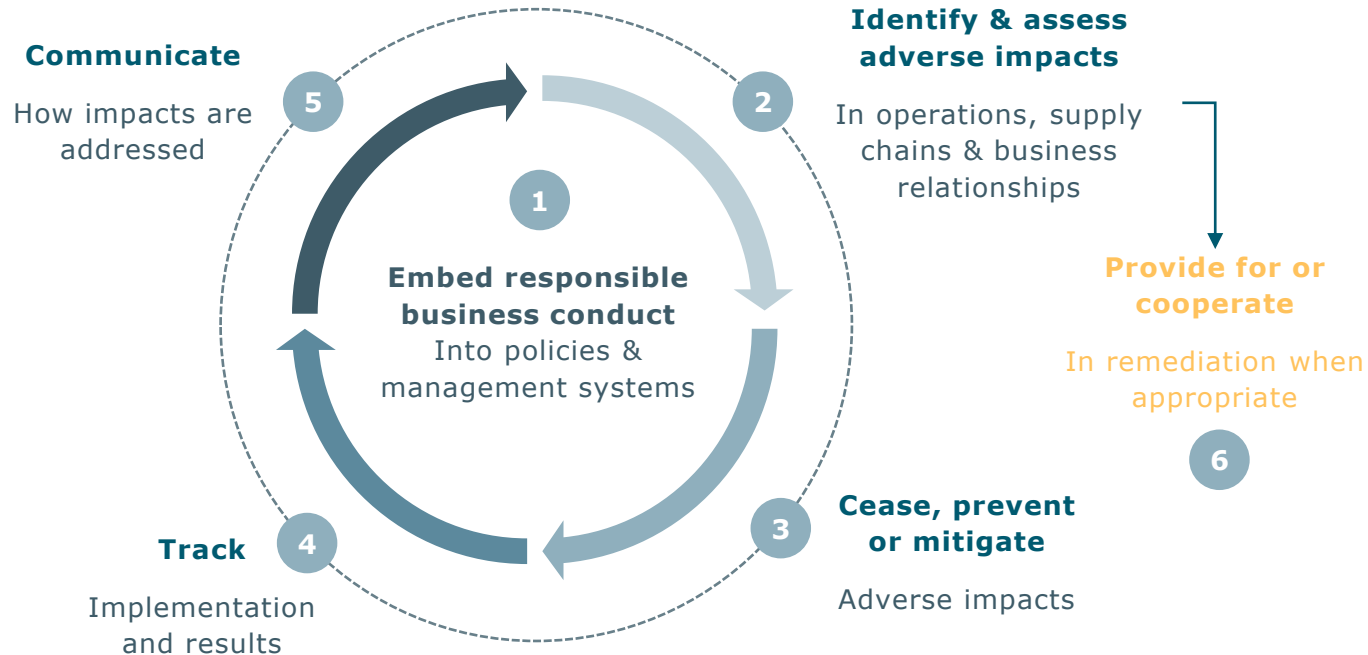 1
Embed responsible
business conduct
Into policies &
management systems
2
Identify & assess
adverse impacts
In operations, supply
chains & business
relationships
3
Cease, prevent
or mitigate
Adverse impacts
4
Track
Implementation
and results
5
Communicate
How impacts are
addressed
Provide for or
cooperate
In remediation when
appropriate
6